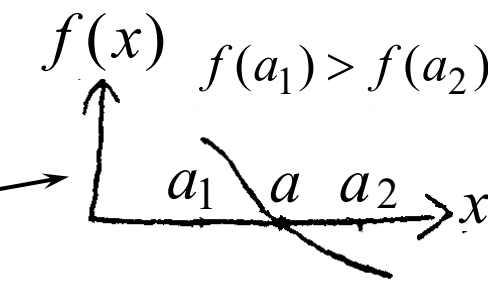 f(x)
f(a₁) > f(a₂)
a₁ a a₂ x